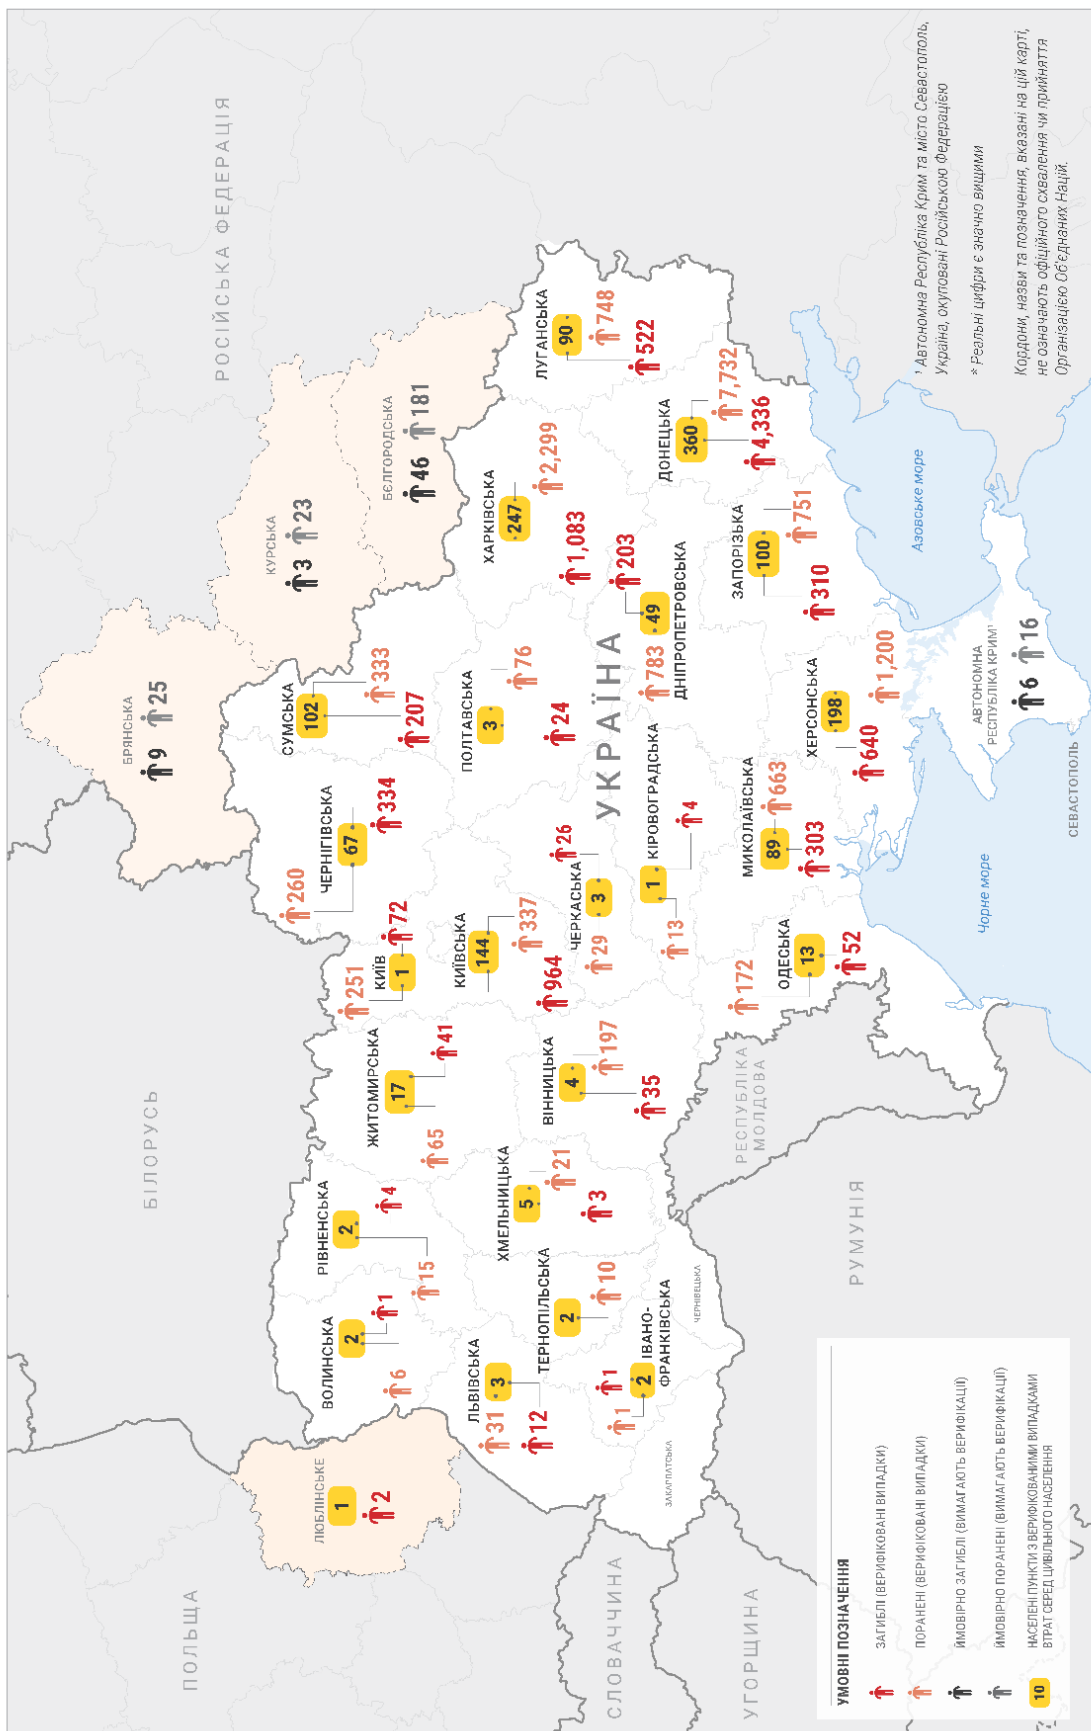 РОСІЙСЬКА ФЕДЕРАЦІЯ
БІЛОРУСЬ
ПОЛЬЩА
СЛОВАЧЧИНА
УГОРЩИНА
РУМУНІЯ
РЕСПУБЛІКА
МОЛДОВА
УКРАЇНА
Чорне море
Азовське море
СЕВАСТОПОЛЬ
БРЯНСЬКА
9 25
КУРСЬКА
3 23
БЄЛГОРОДСЬКА
46 181
ЛЮБЛІНСЬКЕ
1
2
ВОЛИНСЬКА
2
1
6
РІВНЕНСЬКА
2
4
15
ЖИТОМИРСЬКА
17
41
65
КИЇВ
1
72
251
КИЇВСЬКА
144
337
964
ЧЕРНІГІВСЬКА
67
260
334
СУМСЬКА
102
333
207
ПОЛТАВСЬКА
3
76
24
ХАРКІВСЬКА
247
2,299
1,083
ЛУГАНСЬКА
90
748
522
ДОНЕЦЬКА
360
7,732
4,336
ЗАПОРІЗЬКА
100
751
310
203
49
783
ДНІПРОПЕТРОВСЬКА
ХЕРСОНСЬКА
198
1,200
640
МИКОЛАЇВСЬКА
89
663
303
КІРОВОГРАДСЬКА
1
4
13
26
ЧЕРКАСЬКА
3
29
ОДЕСЬКА
13
172
52
ВІННИЦЬКА
4
197
35
ХМЕЛЬНИЦЬКА
5
21
3
ТЕРНОПІЛЬСЬКА
2
10
ЛЬВІВСЬКА
3
31
12
ІВАНО-
ФРАНКІВСЬКА
2
1
1
ЧЕРНІВЕЦЬКА
ЗАКАРПАТСЬКА
АВТОНОМНА
РЕСПУБЛІКА КРИМ¹
6 16
¹ Автономна Республіка Крим та місто Севастополь,
Україна, окуповані Російською Федерацією
* Реальні цифри є значно вищими
Кордони, назви та позначення, вказані на цій карті,
не означають офіційного схвалення чи прийняття
Організацією Об'єднаних Націй.
УМОВНІ ПОЗНАЧЕННЯ
ЗАГИБЛІ (ВЕРИФІКОВАНІ ВИПАДКИ)
ПОРАНЕНІ (ВЕРИФІКОВАНІ ВИПАДКИ)
ЙМОВІРНО ЗАГИБЛІ (ВИМАГАЮТЬ ВЕРИФІКАЦІЇ)
ЙМОВІРНО ПОРАНЕНІ (ВИМАГАЮТЬ ВЕРИФІКАЦІЇ)
10 НАСЕЛЕНІ ПУНКТИ З ВЕРИФІКОВАНИМИ ВИПАДКАМИ
ВТРАТ СЕРЕД ЦИВІЛЬНОГО НАСЕЛЕННЯ